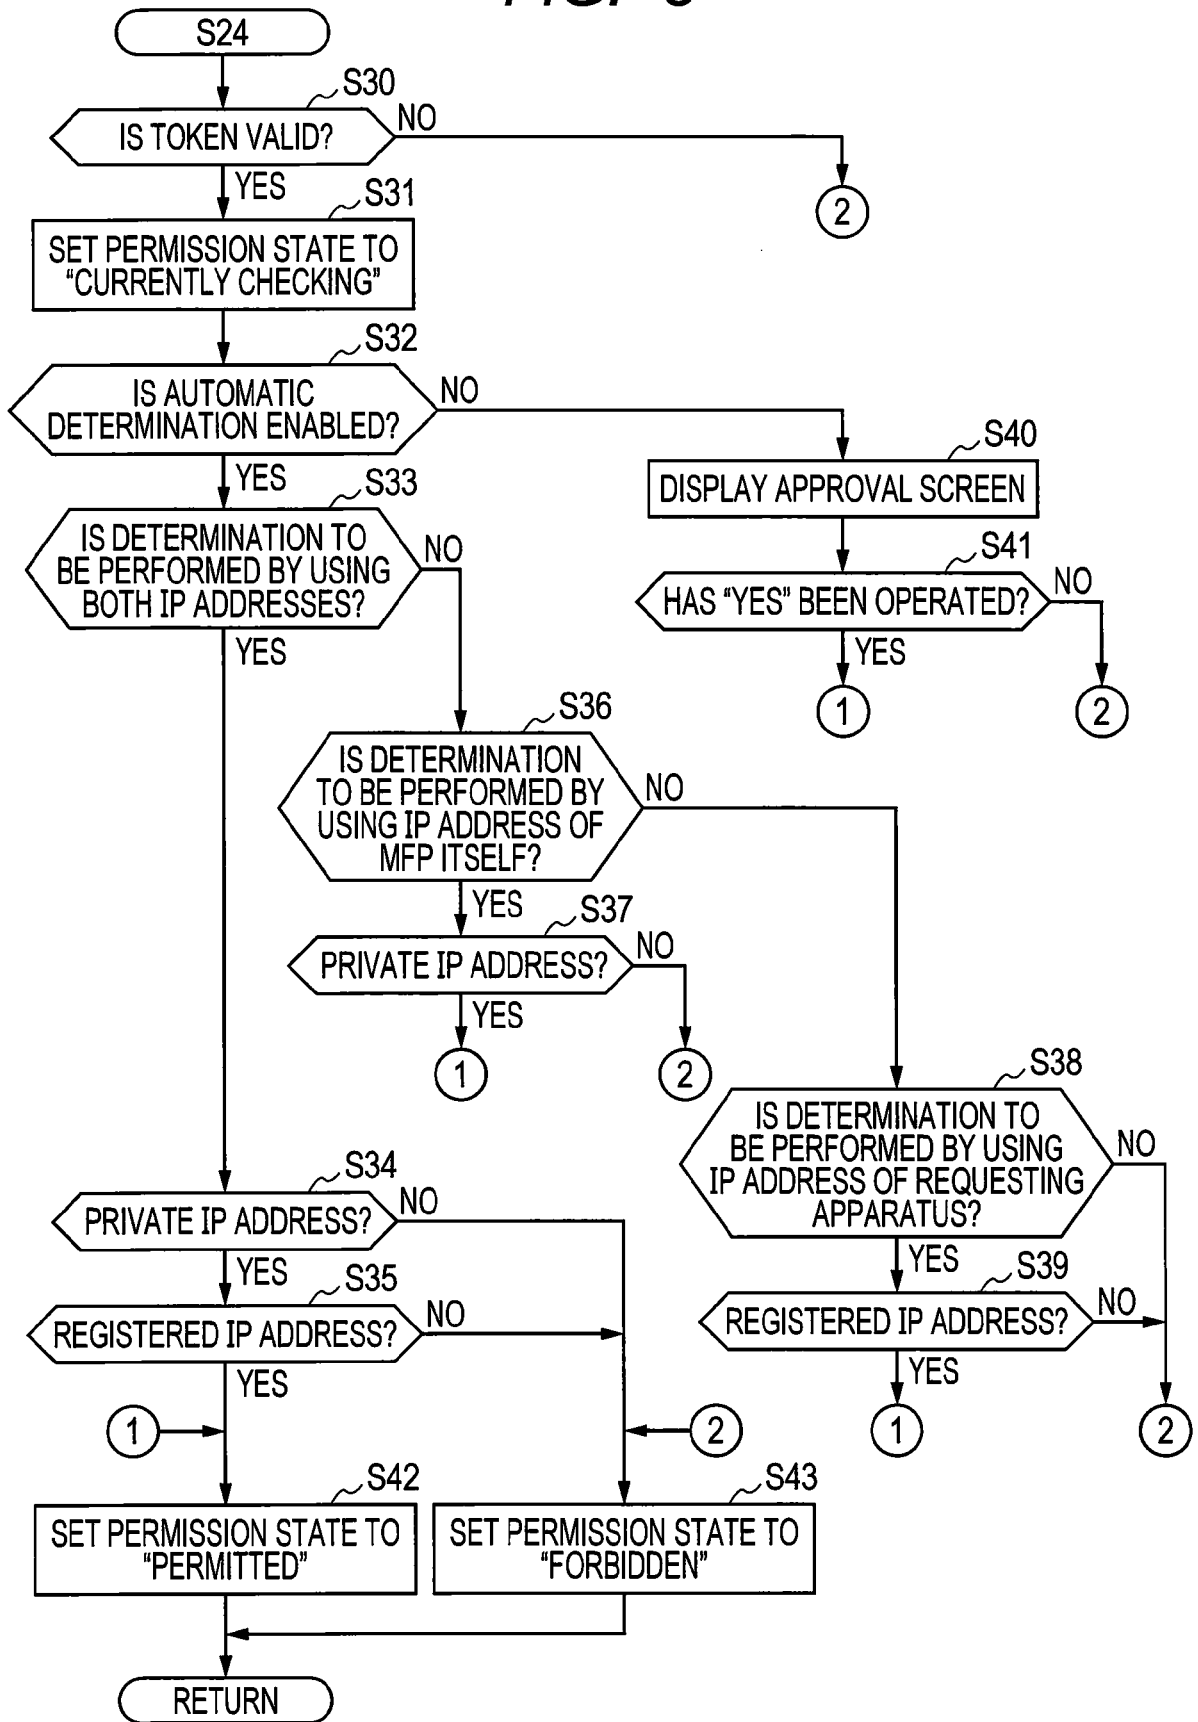 S24
S30
IS TOKEN VALID?
NO
YES
2
S31
SET PERMISSION STATE TO
“CURRENTLY CHECKING”
S32
IS AUTOMATIC
DETERMINATION ENABLED?
NO
YES
S40
DISPLAY APPROVAL SCREEN
S33
IS DETERMINATION TO
BE PERFORMED BY USING
BOTH IP ADDRESSES?
NO
YES
S41
HAS “YES” BEEN OPERATED?
NO
YES
1
2
S36
IS DETERMINATION
TO BE PERFORMED BY
USING IP ADDRESS OF
MFP ITSELF?
NO
YES
S37
PRIVATE IP ADDRESS?
NO
YES
1
2
S38
IS DETERMINATION TO
BE PERFORMED BY USING
IP ADDRESS OF REQUESTING
APPARATUS?
NO
YES
S34
PRIVATE IP ADDRESS?
NO
YES
S35
REGISTERED IP ADDRESS?
NO
YES
S39
REGISTERED IP ADDRESS?
NO
YES
1
2
1
2
S42
SET PERMISSION STATE TO
“PERMITTED”
S43
SET PERMISSION STATE TO
“FORBIDDEN”
RETURN